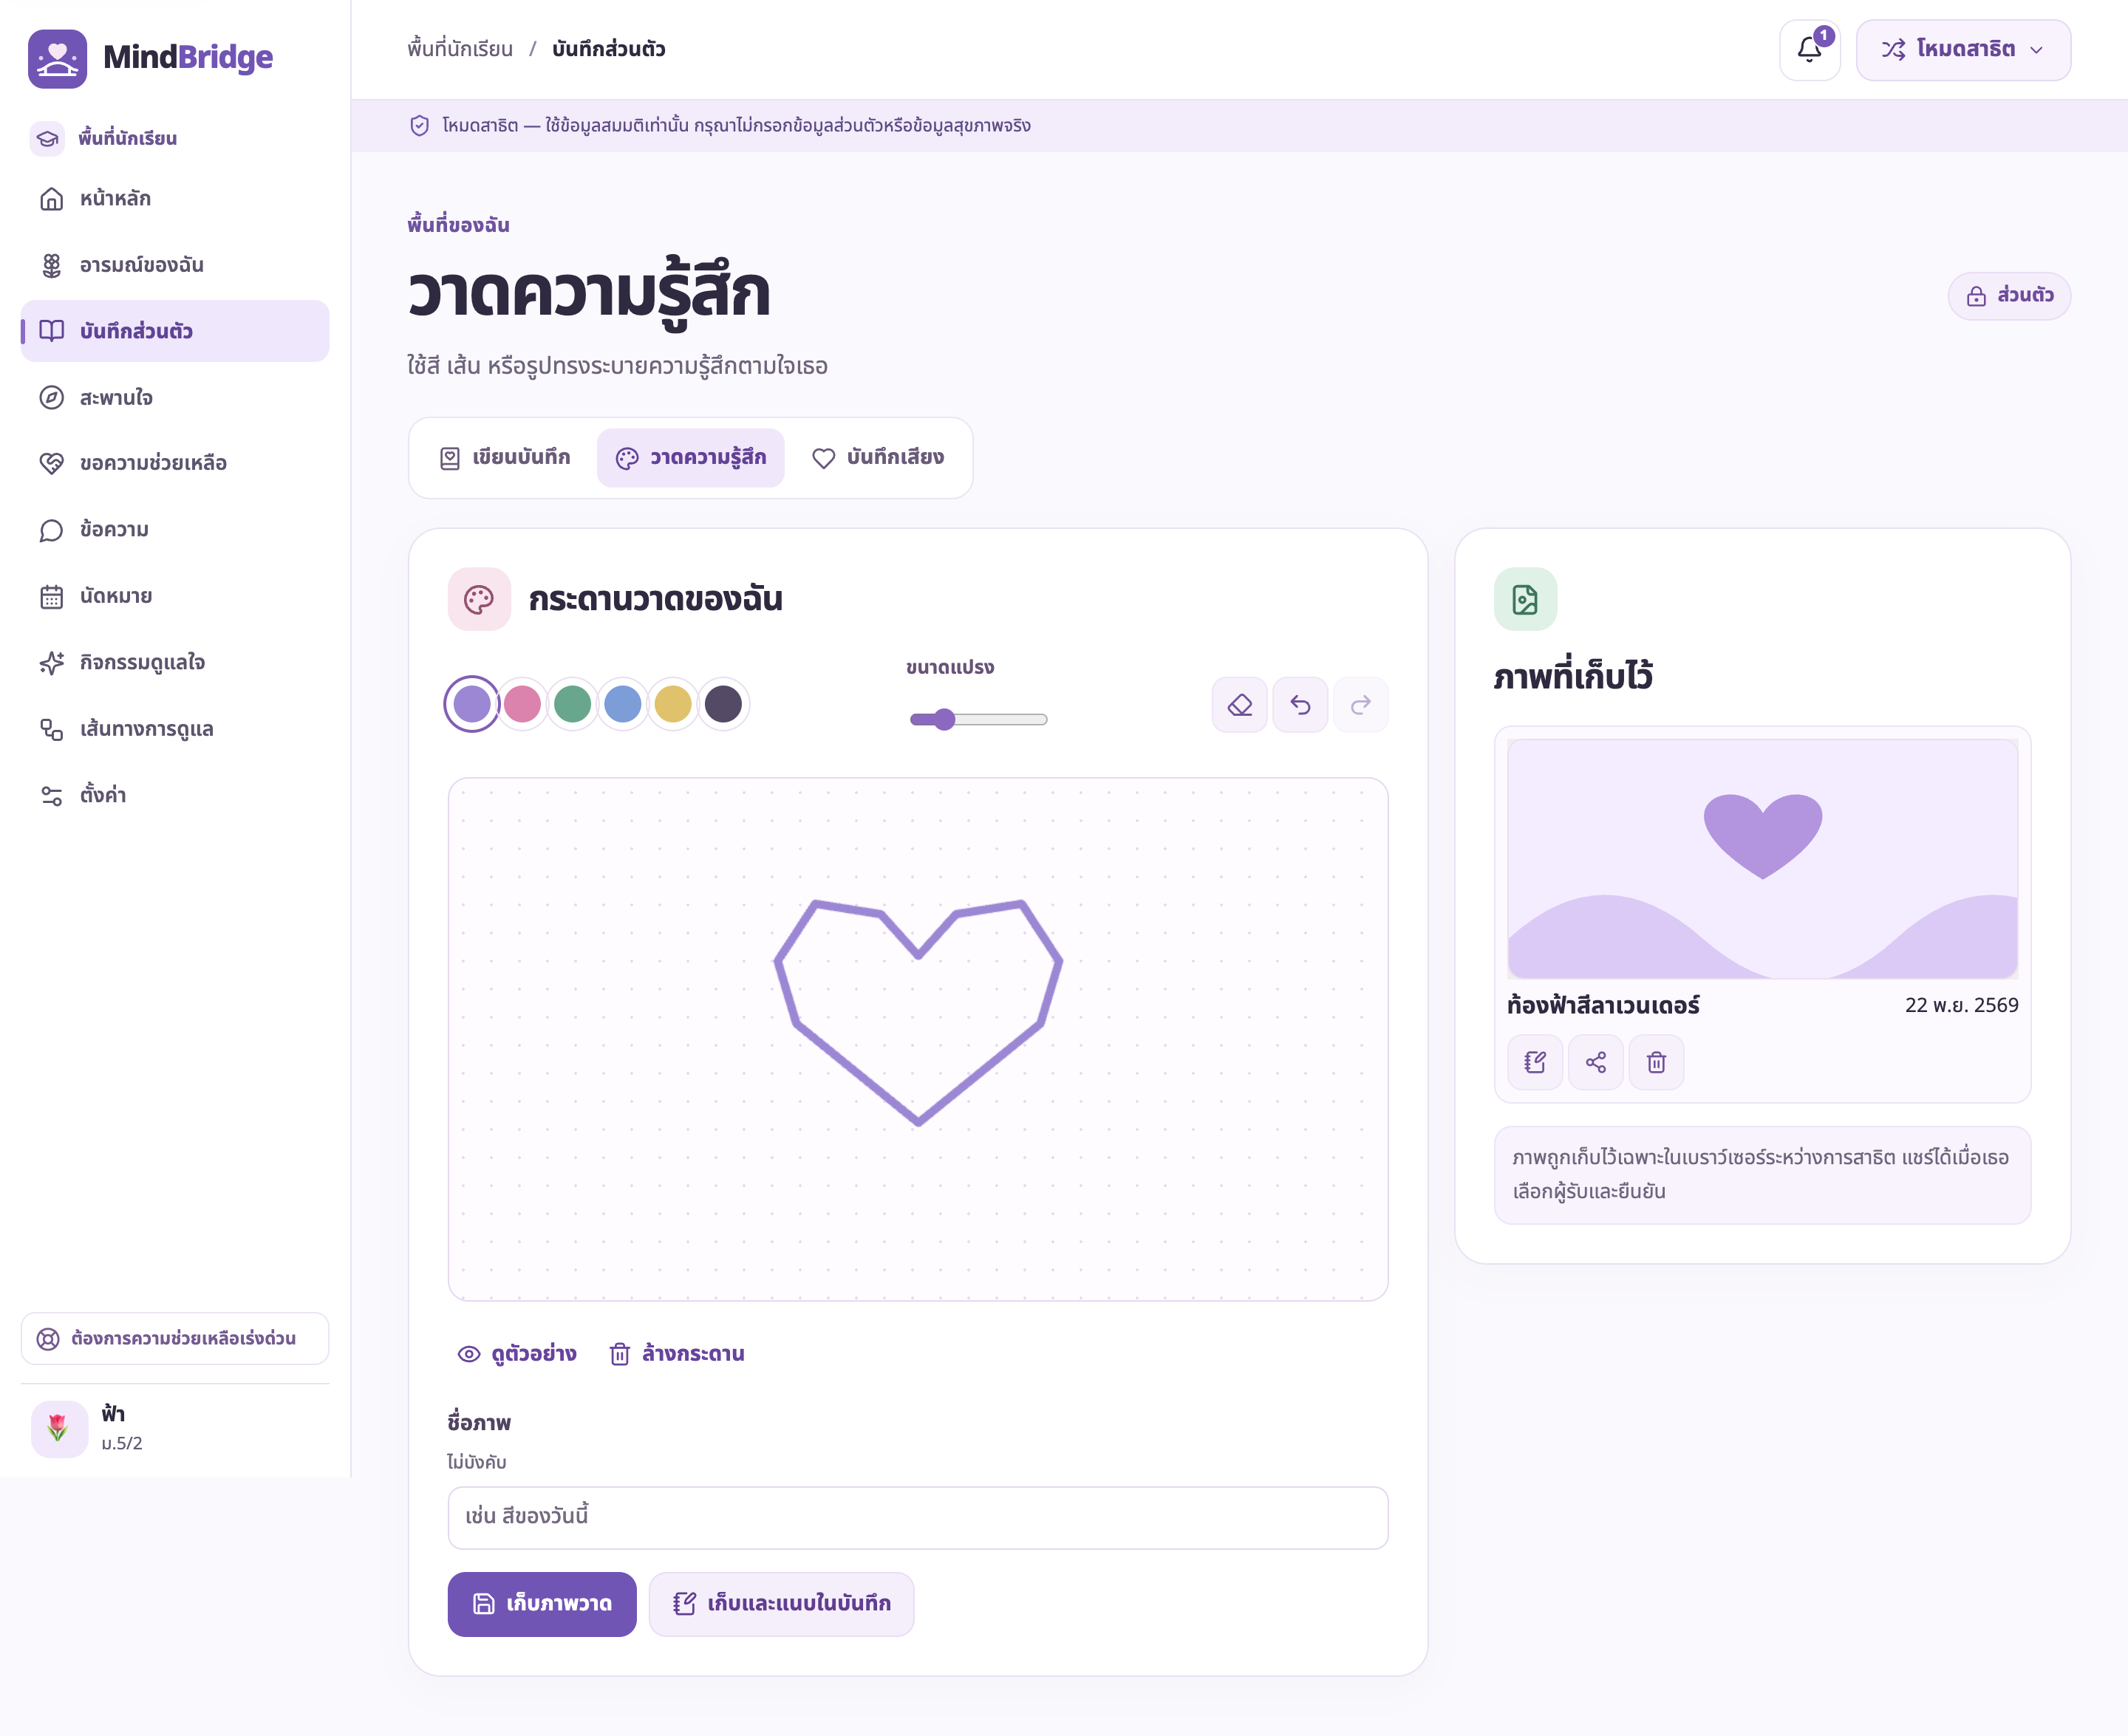 MindBridge
พื้นที่นักเรียน
หน้าหลัก
อารมณ์ของฉัน
บันทึกส่วนตัว
สะพานใจ
ขอความช่วยเหลือ
ข้อความ
นัดหมาย
กิจกรรมดูแลใจ
เส้นทางการดูแล
ตั้งค่า
ต้องการความช่วยเหลือเร่งด่วน
ฟ้า
ม.5/2
พื้นที่นักเรียน / บันทึกส่วนตัว
1
โหมดสาธิต
โหมดสาธิต — ใช้ข้อมูลสมมติเท่านั้น กรุณาไม่กรอกข้อมูลส่วนตัวหรือข้อมูลสุขภาพจริง
พื้นที่ของฉัน
วาดความรู้สึก
ใช้สี เส้น หรือรูปทรงระบายความรู้สึกตามใจเธอ
ส่วนตัว
เขียนบันทึก
วาดความรู้สึก
บันทึกเสียง
กระดานวาดของฉัน
ขนาดแปรง
ดูตัวอย่าง
ล้างกระดาน
ชื่อภาพ
ไม่บังคับ
เช่น สีของวันนี้
เก็บภาพวาด
เก็บและแนบในบันทึก
ภาพที่เก็บไว้
ท้องฟ้าสีลาเวนเดอร์
22 พ.ย. 2569
ภาพถูกเก็บไว้เฉพาะในเบราว์เซอร์ระหว่างการสาธิต แชร์ได้เมื่อเธอ
เลือกผู้รับและยืนยัน